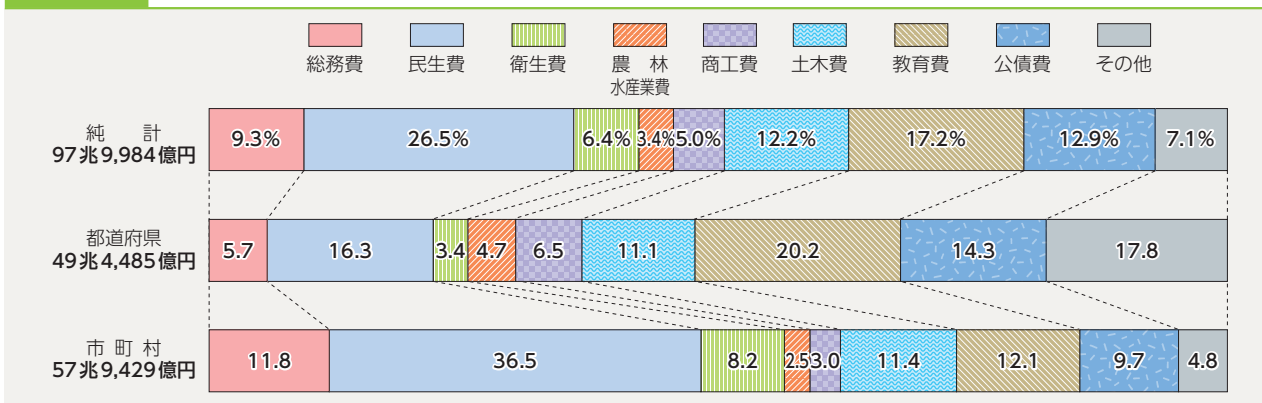 総務費 民生費 衛生費 農林 商工費 土木費 教育費 公債費 その他
水産業費
純計
97兆9,984億円
9.3% 26.5% 6.4% 3.4% 5.0% 12.2% 17.2% 12.9% 7.1%
都道府県
49兆4,485億円
5.7 16.3 3.4 4.7 6.5 11.1 20.2 14.3 17.8
市町村
57兆9,429億円
11.8 36.5 8.2 2.5 3.0 11.4 12.1 9.7 4.8